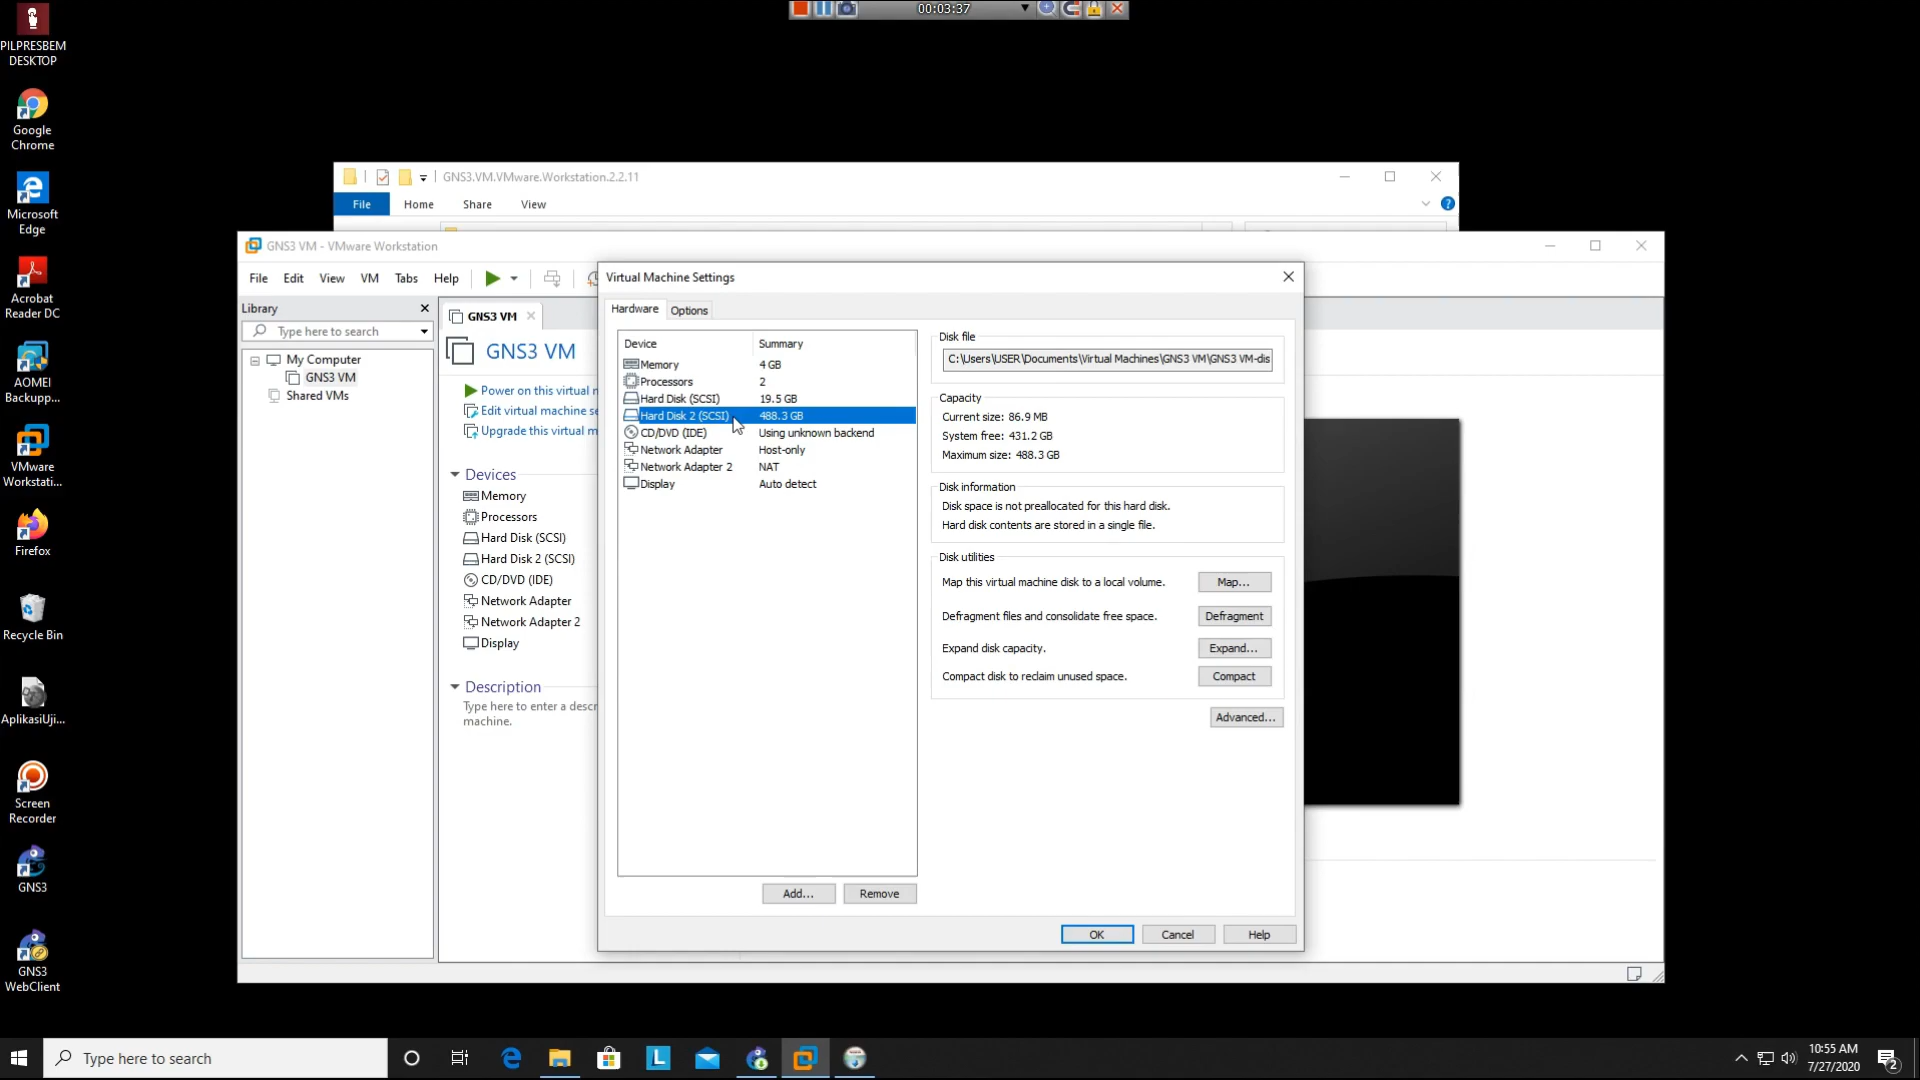 00:03:37
PILPRESBEM
DESKTOP
Google
Chrome
Microsoft
Edge
Acrobat
Reader DC
AOMEI
Backupp...
VMware
Workstati...
Firefox
Recycle Bin
AplikasiUji...
Screen
Recorder
GNS3
GNS3
WebClient
GNS3.VM.VMware.Workstation.2.2.11
File Home Share View
GNS3 VM - VMware Workstation
File Edit View VM Tabs Help
Library
Type here to search
My Computer
GNS3 VM
Shared VMs
GNS3 VM
GNS3 VM
Power on this virtual m
Edit virtual machine se
Upgrade this virtual m
Devices
Memory
Processors
Hard Disk (SCSI)
Hard Disk 2 (SCSI)
CD/DVD (IDE)
Network Adapter
Network Adapter 2
Display
Description
Type here to enter a descr
machine.
Virtual Machine Settings
Hardware Options
Device Summary
Memory 4 GB
Processors 2
Hard Disk (SCSI) 19.5 GB
Hard Disk 2 (SCSI) 488.3 GB
CD/DVD (IDE) Using unknown backend
Network Adapter Host-only
Network Adapter 2 NAT
Display Auto detect
Add... Remove
Disk file
C:\Users\USER\Documents\Virtual Machines\GNS3 VM\GNS3 VM-dis
Capacity
Current size: 86.9 MB
System free: 431.2 GB
Maximum size: 488.3 GB
Disk information
Disk space is not preallocated for this hard disk.
Hard disk contents are stored in a single file.
Disk utilities
Map this virtual machine disk to a local volume. Map...
Defragment files and consolidate free space. Defragment
Expand disk capacity. Expand...
Compact disk to reclaim unused space. Compact
Advanced...
OK Cancel Help
Type here to search
10:55 AM
7/27/2020
2